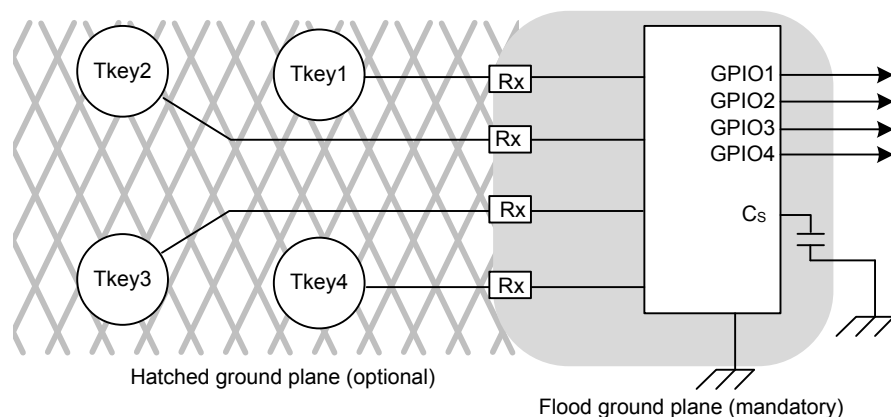 Tkey2
Tkey1
Rx
GPIO1
GPIO2
GPIO3
GPIO4
Rx
Rx
Cs
Tkey3
Tkey4
Rx
Hatched ground plane (optional)
Flood ground plane (mandatory)